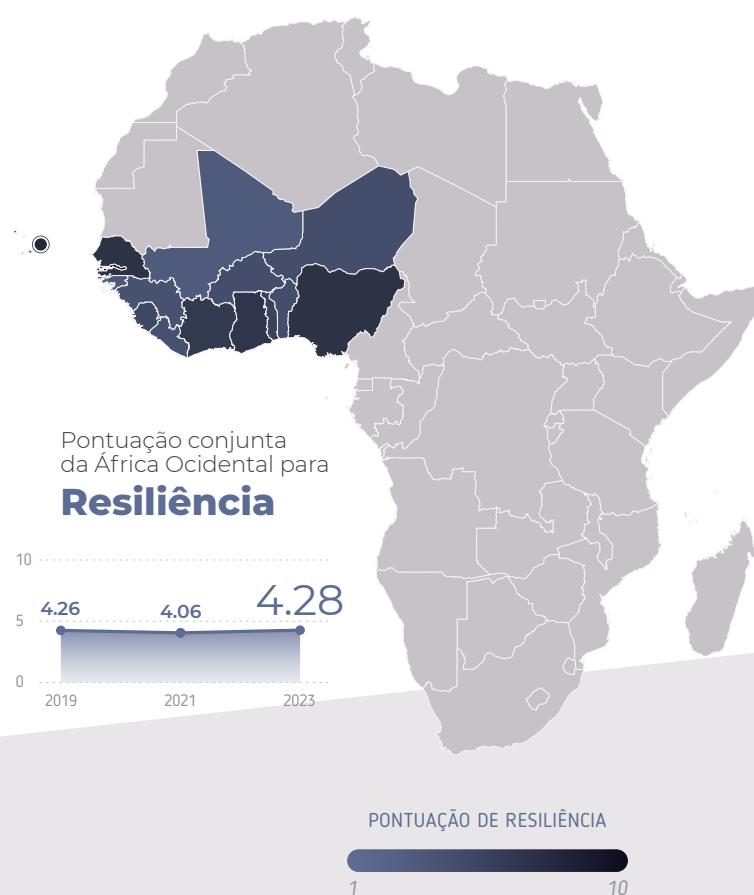 Pontuação conjunta
da África Ocidental para
Resiliência
10
4.26
4.06
4.28
5
0
2019
2021
2023
PONTUAÇÃO DE RESILIÊNCIA
1
10